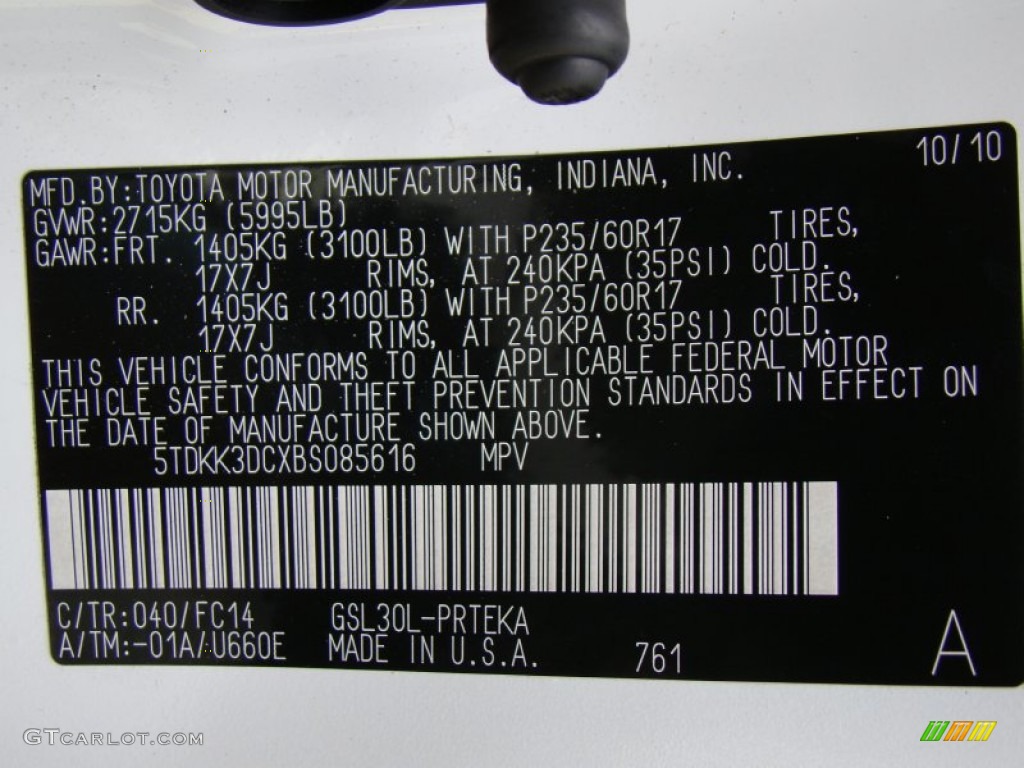 10/10
MFD.BY:TOYOTA MOTOR MANUFACTURING, INDIANA, INC.
GVWR:2715KG (5995LB)
GAWR:FRT. 1405KG (3100LB) WITH P235/60R17 TIRES,
17X7J RIMS, AT 240KPA (35PSI) COLD.
RR. 1405KG (3100LB) WITH P235/60R17 TIRES,
17X7J RIMS, AT 240KPA (35PSI) COLD.
THIS VEHICLE CONFORMS TO ALL APPLICABLE FEDERAL MOTOR
VEHICLE SAFETY AND THEFT PREVENTION STANDARDS IN EFFECT ON
THE DATE OF MANUFACTURE SHOWN ABOVE.
5TDKK3DCXBS085616 MPV
C/TR:040/FC14 GSL30L-PRTEKA
A/TM:-01A/U660E MADE IN U.S.A. 761 A
GTCARLOT.COM